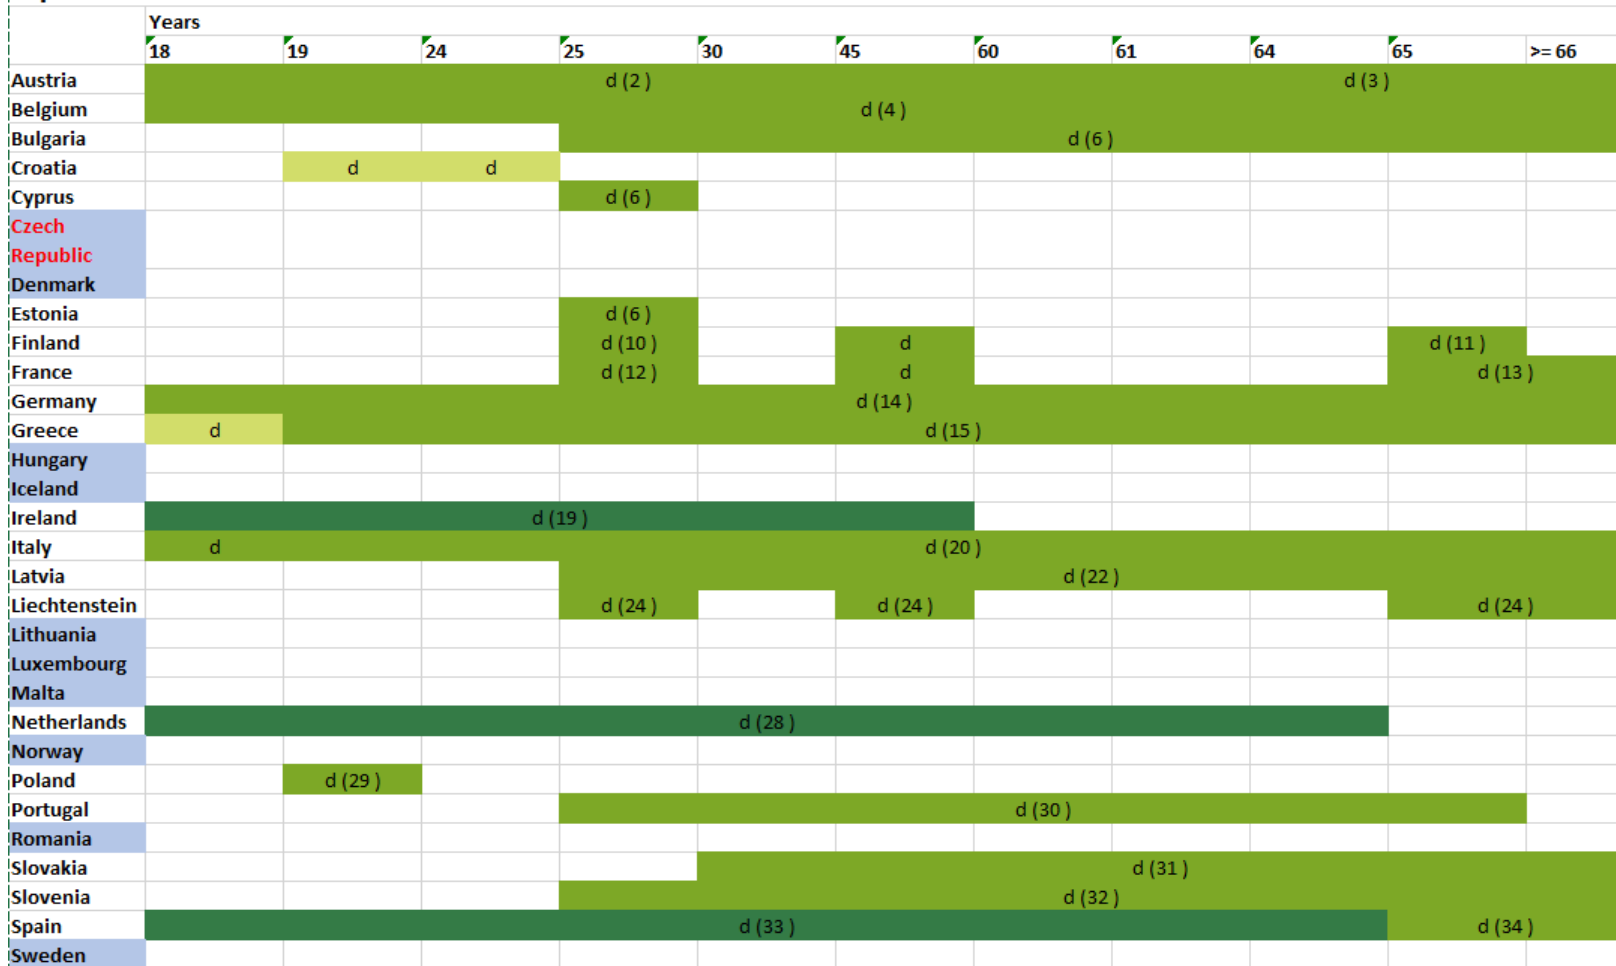 Years
18 19 24 25 30 45 60 61 64 65 >= 66
Austria d (2 ) d (3 )
Belgium d (4 )
Bulgaria d (6 )
Croatia d d
Cyprus d (6 )
Czech
Republic
Denmark
Estonia d (6 )
Finland d (10 ) d d (11 )
France d (12 ) d d (13 )
Germany d (14 )
Greece d d (15 )
Hungary
Iceland
Ireland d (19 )
Italy d d (20 )
Latvia d (22 )
Liechtenstein d (24 ) d (24 ) d (24 )
Lithuania
Luxembourg
Malta
Netherlands d (28 )
Norway
Poland d (29 )
Portugal d (30 )
Romania
Slovakia d (31 )
Slovenia d (32 )
Spain d (33 ) d (34 )
Sweden